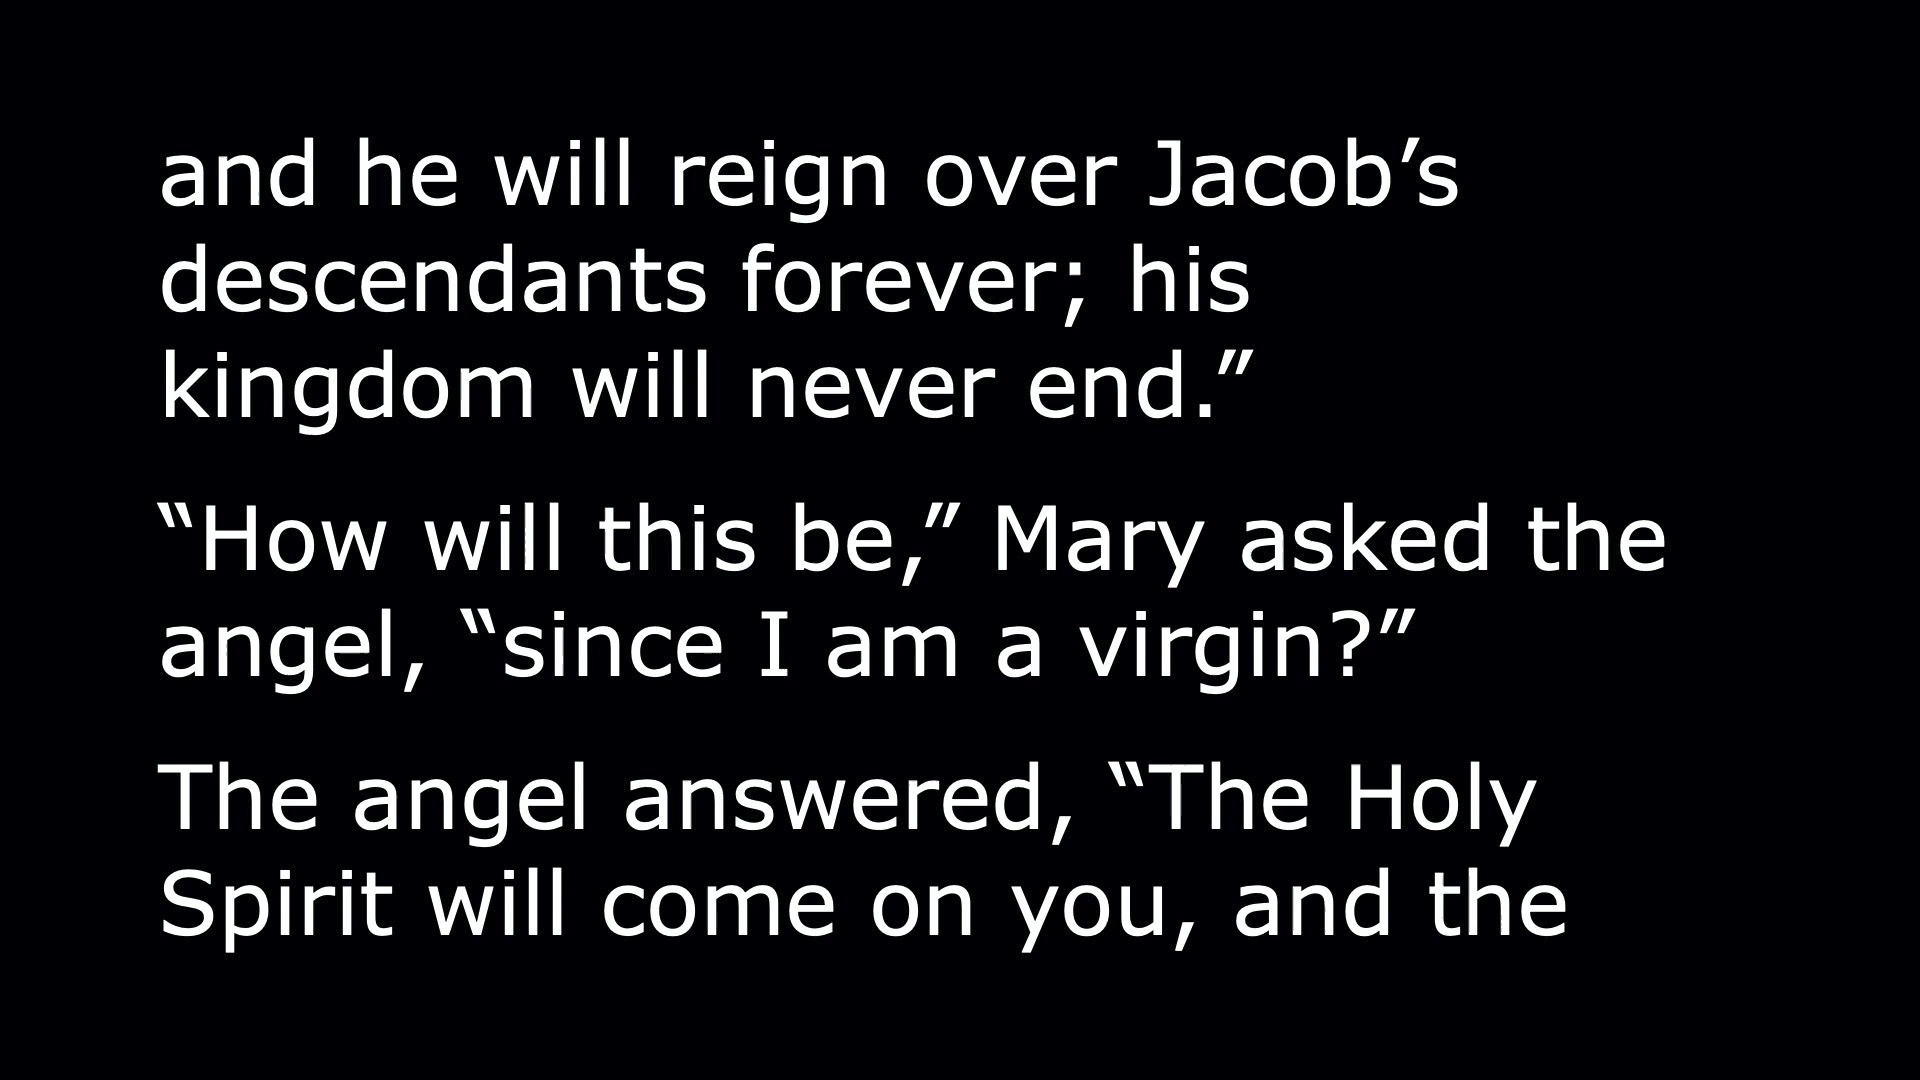 and he will reign over Jacob’s
descendants forever; his
kingdom will never end.”
“How will this be,” Mary asked the
angel, “since I am a virgin?”
The angel answered, “The Holy
Spirit will come on you, and the